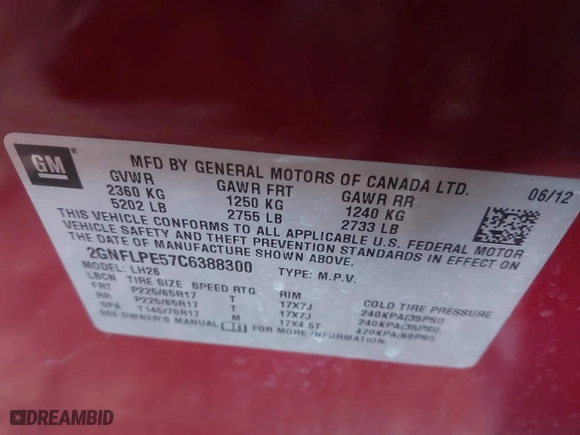 GM
MFD BY GENERAL MOTORS OF CANADA LTD.
06/12
GVWR GAWR FRT GAWR RR
2360 KG 1250 KG 1240 KG
5202 LB 2755 LB 2733 LB
THIS VEHICLE CONFORMS TO ALL APPLICABLE U.S. FEDERAL MOTOR
VEHICLE SAFETY AND THEFT PREVENTION STANDARDS IN EFFECT ON
THE DATE OF MANUFACTURE SHOWN ABOVE.
2GNFLPE57C6388300 TYPE: M.P.V.
MODEL: LH26
LBCN TIRE SIZE SPEED RTG RIM COLD TIRE PRESSURE
FRT P225/65R17 T 17X7J 240KPA(35PSI)
RR P225/65R17 T 17X7J 240KPA(35PSI)
SPA T145/70R17 M 17X4.5T 420KPA(60PSI)
SEE OWNER'S MANUAL FOR MORE INFORMATION.
DREAMBID